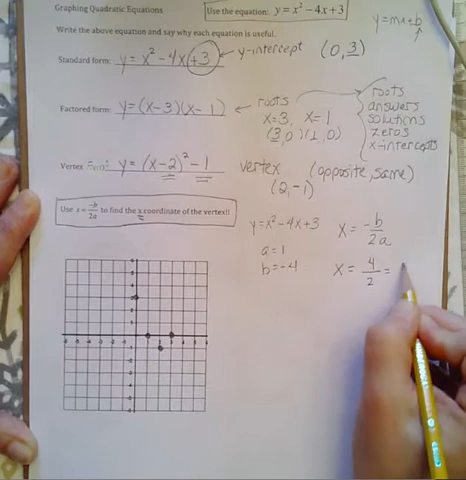 Graphing Quadratic Equations
Use the equation: y = x² − 4x + 3
y = mx + b
Write the above equation and say why each equation is useful.
Standard form: y = x² − 4x + 3 ← y-intercept (0, 3)
Factored form: y = (x − 3)(x − 1) ← roots
x = 3, x = 1
(3, 0) (1, 0)
roots
answers
solutions
zeros
x-intercepts
Vertex Form: y = (x − 2)² − 1 vertex (opposite, same)
(2, −1)
Use x = −b/2a to find the x coordinate of the vertex!!
y = x² − 4x + 3
a = 1
b = −4
x = −b/2a
x = 4/2 =